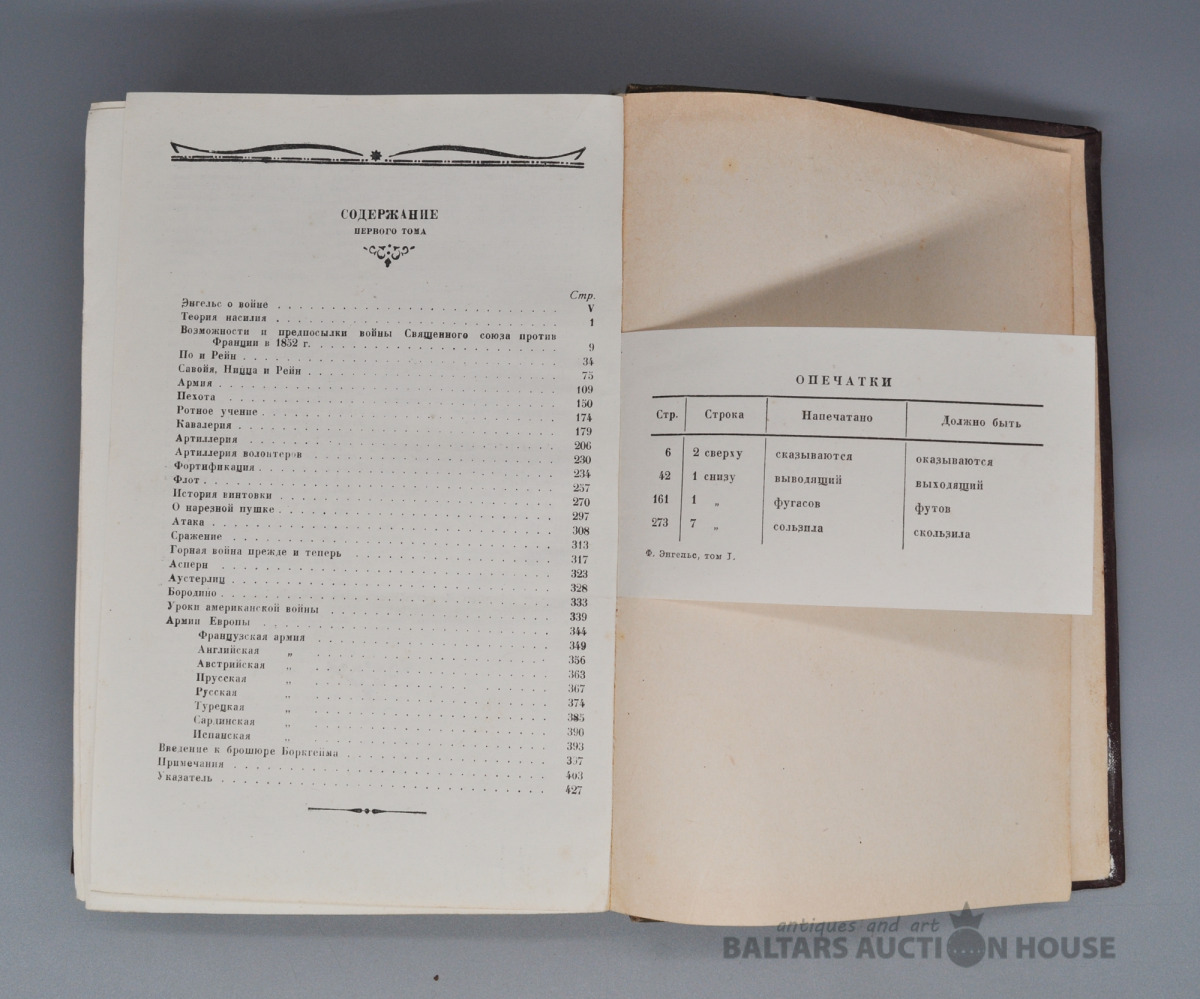 СОДЕРЖАНИЕ
ПЕРВОГО ТОМА
Стр.
Энгельс о войне . . . . . V
Теория насилия . . . . . 1
Возможности и предпосылки войны Священного союза против
Франции в 1852 г. . . . . . 9
По и Рейн . . . . . 34
Савойя, Ницца и Рейн . . . . . 75
Армия . . . . . 109
Пехота . . . . . 150
Ротное учение . . . . . 174
Кавалерия . . . . . 179
Артиллерия . . . . . 206
Артиллерия волонтеров . . . . . 230
Фортификация . . . . . 234
Флот . . . . . 257
История винтовки . . . . . 270
О нарезной пушке . . . . . 297
Атака . . . . . 308
Сражение . . . . . 313
Горная война прежде и теперь . . . . . 317
Асперн . . . . . 323
Аустерлиц . . . . . 328
Бородино . . . . . 333
Уроки американской войны . . . . . 339
Армии Европы . . . . . 344
Французская армия . . . . . 349
Английская „ . . . . . 356
Австрийская „ . . . . . 363
Прусская „ . . . . . 367
Русская „ . . . . . 374
Турецкая „ . . . . . 385
Сардинская „ . . . . . 390
Испанская „ . . . . . 393
Введение к брошюре Боркгейма . . . . . 397
Примечания . . . . . 403
Указатель . . . . . 427
ОПЕЧАТКИ
Стр. Строка Напечатано Должно быть
6 2 сверху сказываются оказываются
42 1 снизу выводящий выходящий
161 1 „ фугасов футов
273 7 „ сользила скользила
Ф. Энгельс, том I.
antiques and art
BALTARS AUCTION HOUSE